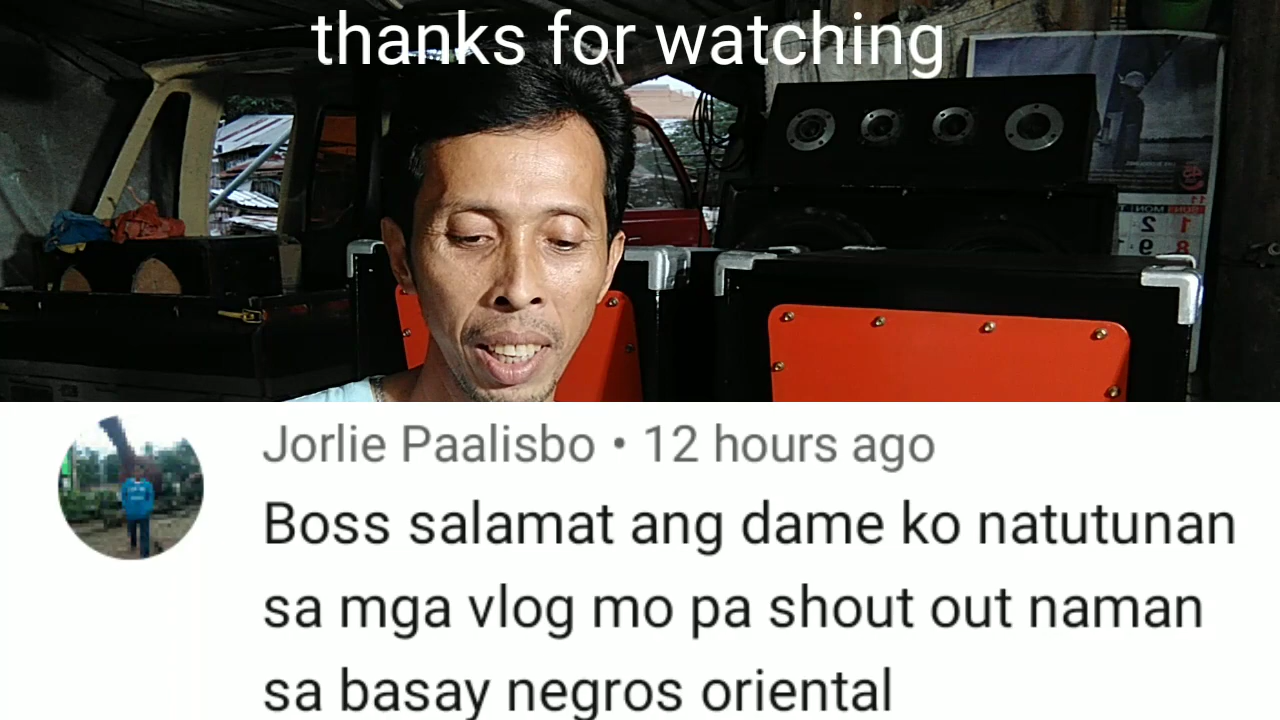 thanks for watching
Jorlie Paalisbo • 12 hours ago
Boss salamat ang dame ko natutunan
sa mga vlog mo pa shout out naman
sa basay negros oriental